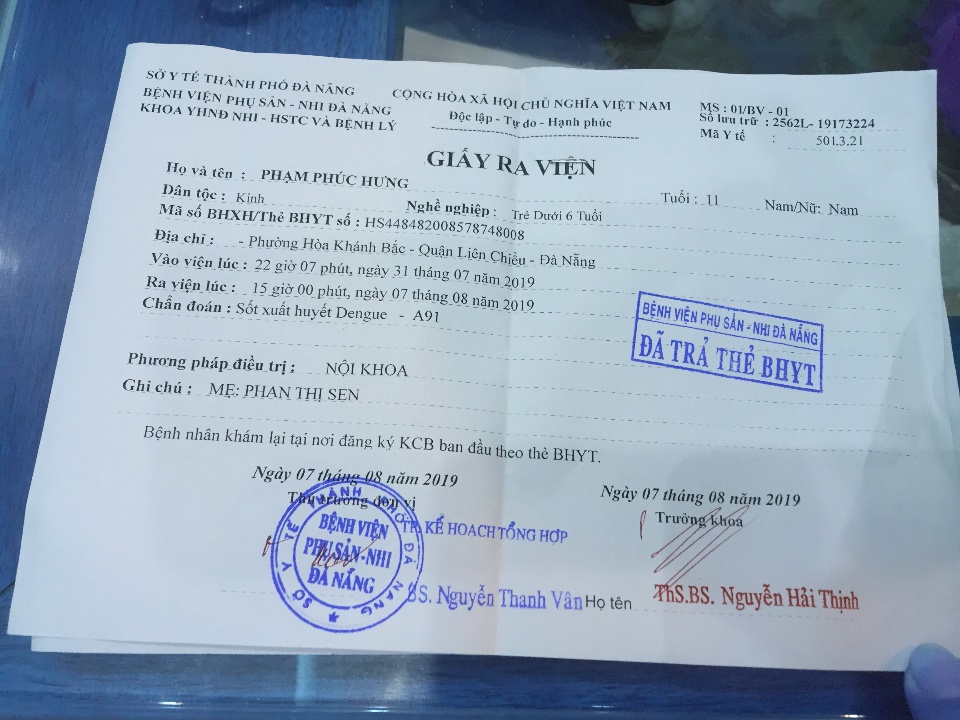 SỞ Y TẾ THÀNH PHỐ ĐÀ NẴNG
BỆNH VIỆN PHỤ SẢN - NHI ĐÀ NẴNG
KHOA YHNĐ NHI - HSTC VÀ BỆNH LÝ
CỘNG HÒA XÃ HỘI CHỦ NGHĨA VIỆT NAM
Độc lập - Tự do - Hạnh phúc
MS : 01/BV - 01
Số lưu trữ : 2562L- 19173224
Mã Y tế : 501.3.21
GIẤY RA VIỆN
Họ và tên : PHẠM PHÚC HƯNG Tuổi : 11 Nam/Nữ: Nam
Dân tộc : Kinh Nghề nghiệp : Trẻ Dưới 6 Tuổi
Mã số BHXH/Thẻ BHYT số : HS448482008578748008
Địa chỉ : - Phường Hòa Khánh Bắc - Quận Liên Chiểu - Đà Nẵng
Vào viện lúc : 22 giờ 07 phút, ngày 31 tháng 07 năm 2019
Ra viện lúc : 15 giờ 00 phút, ngày 07 tháng 08 năm 2019
Chẩn đoán : Sốt xuất huyết Dengue - A91
BỆNH VIỆN PHỤ SẢN - NHI ĐÀ NẴNG
ĐÃ TRẢ THẺ BHYT
Phương pháp điều trị : NỘI KHOA
Ghi chú : MẸ: PHAN THỊ SEN
Bệnh nhân khám lại tại nơi đăng ký KCB ban đầu theo thẻ BHYT.
Ngày 07 tháng 08 năm 2019
Thủ trưởng đơn vị
Ngày 07 tháng 08 năm 2019
Trưởng khoa
TP. KẾ HOẠCH TỔNG HỢP
SỞ Y TẾ THÀNH PHỐ ĐÀ NẴNG
BỆNH VIỆN
PHỤ SẢN-NHI
ĐÀ NẴNG
BS. Nguyễn Thanh Vân
Họ tên ThS.BS. Nguyễn Hải Thịnh